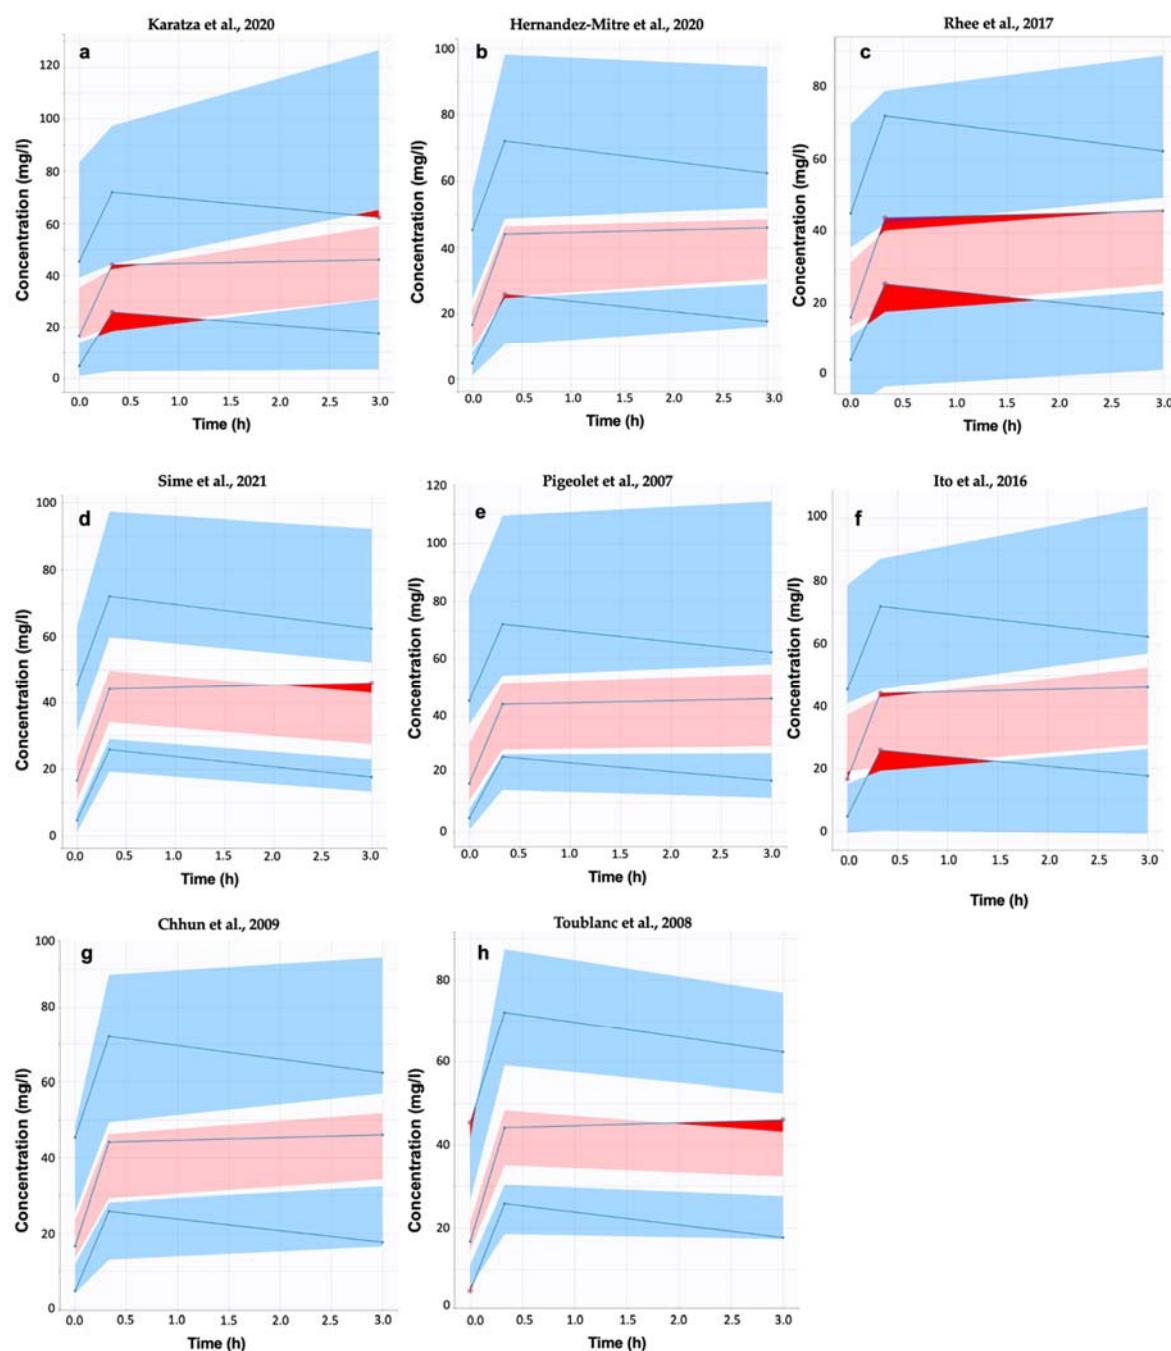 Karatza et al., 2020
a
Concentration (mg/l)
120
100
80
60
40
20
0
0.0 0.5 1.0 1.5 2.0 2.5 3.0
Time (h)
Hernandez-Mitre et al., 2020
b
Concentration (mg/l)
100
80
60
40
20
0
0.0 0.5 1.0 1.5 2.0 2.5 3.0
Time (h)
Rhee et al., 2017
c
Concentration (mg/l)
80
60
40
20
0
0.0 0.5 1.0 1.5 2.0 2.5 3.0
Time (h)
Sime et al., 2021
d
Concentration (mg/l)
100
80
60
40
20
0
0.0 0.5 1.0 1.5 2.0 2.5 3.0
Time (h)
Pigeolet et al., 2007
e
Concentration (mg/l)
120
100
80
60
40
20
0
0.0 0.5 1.0 1.5 2.0 2.5 3.0
Time (h)
Ito et al., 2016
f
Concentration (mg/l)
100
80
60
40
20
0
0.0 0.5 1.0 1.5 2.0 2.5 3.0
Time (h)
Chhun et al., 2009
g
Concentration (mg/l)
100
80
60
40
20
0
0.0 0.5 1.0 1.5 2.0 2.5 3.0
Time (h)
Toublanc et al., 2008
h
Concentration (mg/l)
80
60
40
20
0
0.0 0.5 1.0 1.5 2.0 2.5 3.0
Time (h)